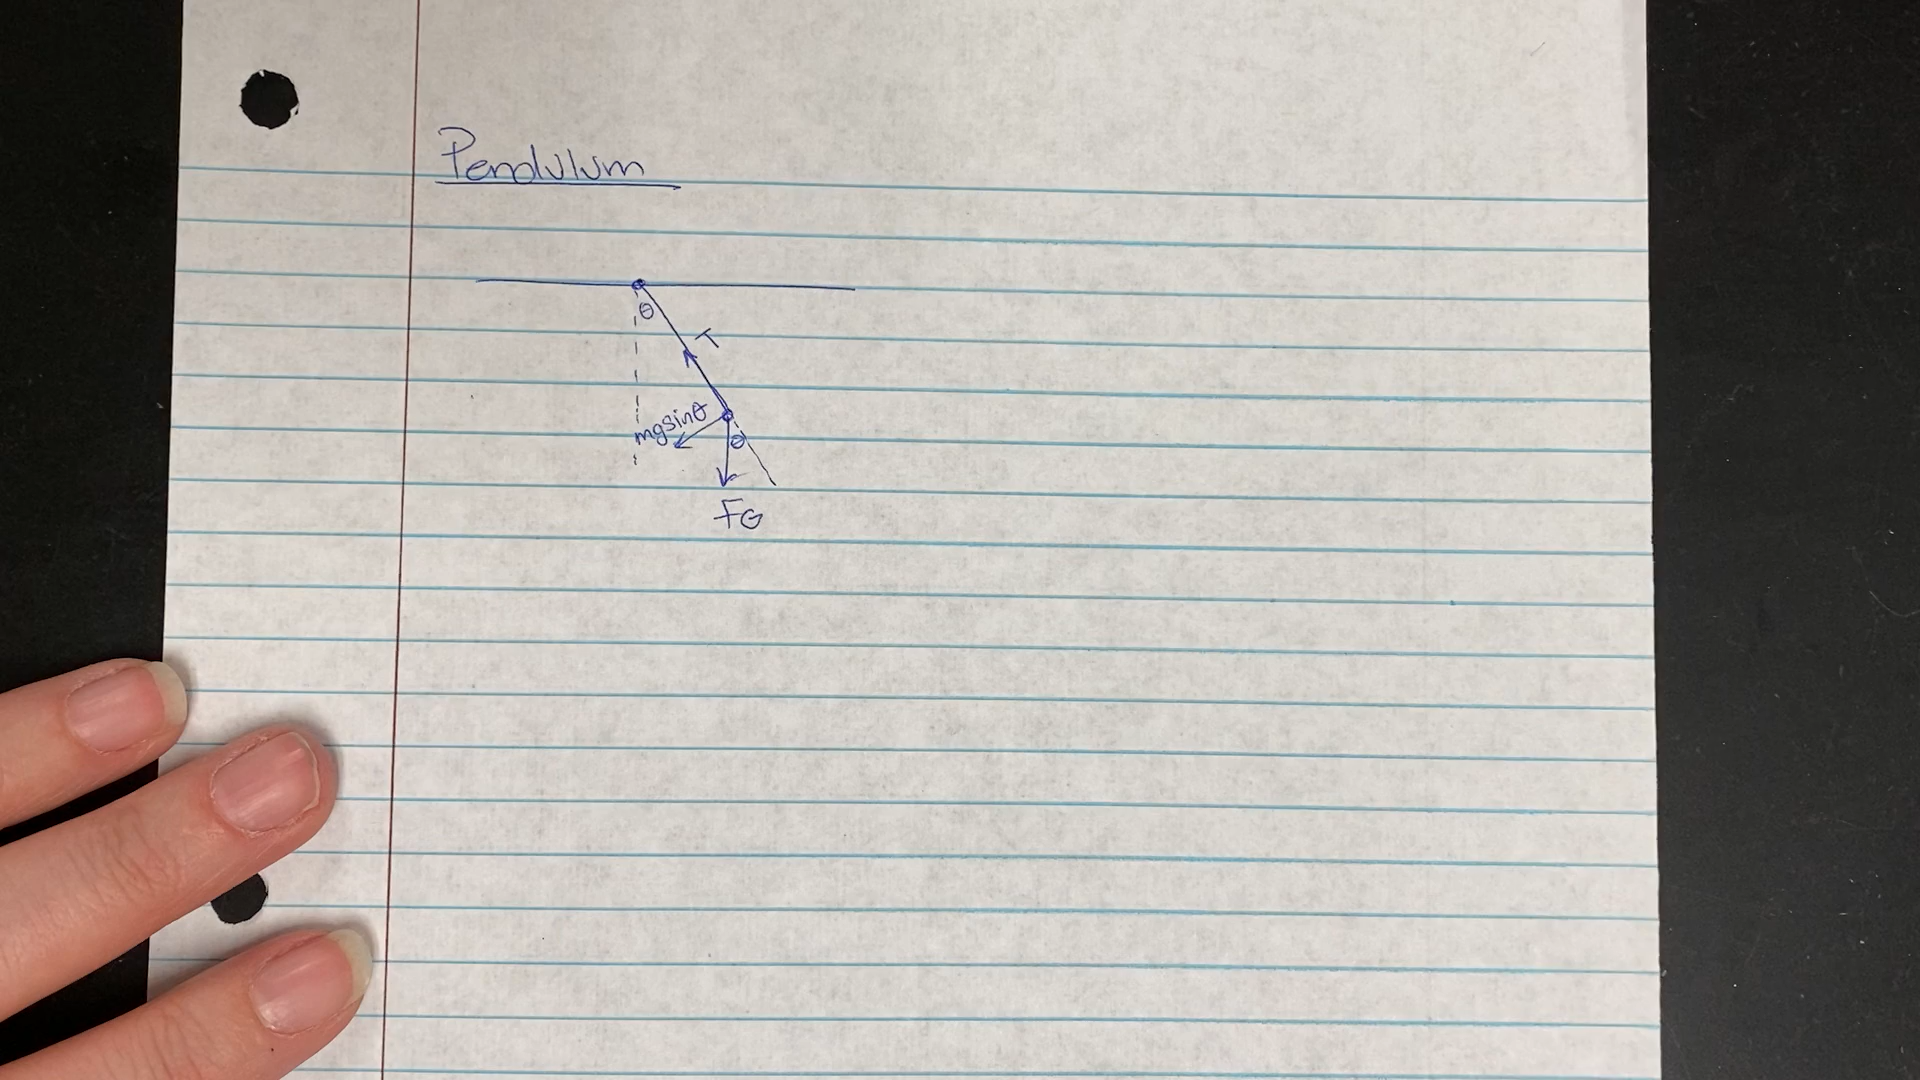 Pendulum
θ
T
mgsinθ
θ
FG